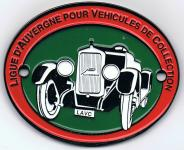 LIGUE D'AUVERGNE POUR VEHICULES DE COLLECTION
LAVC